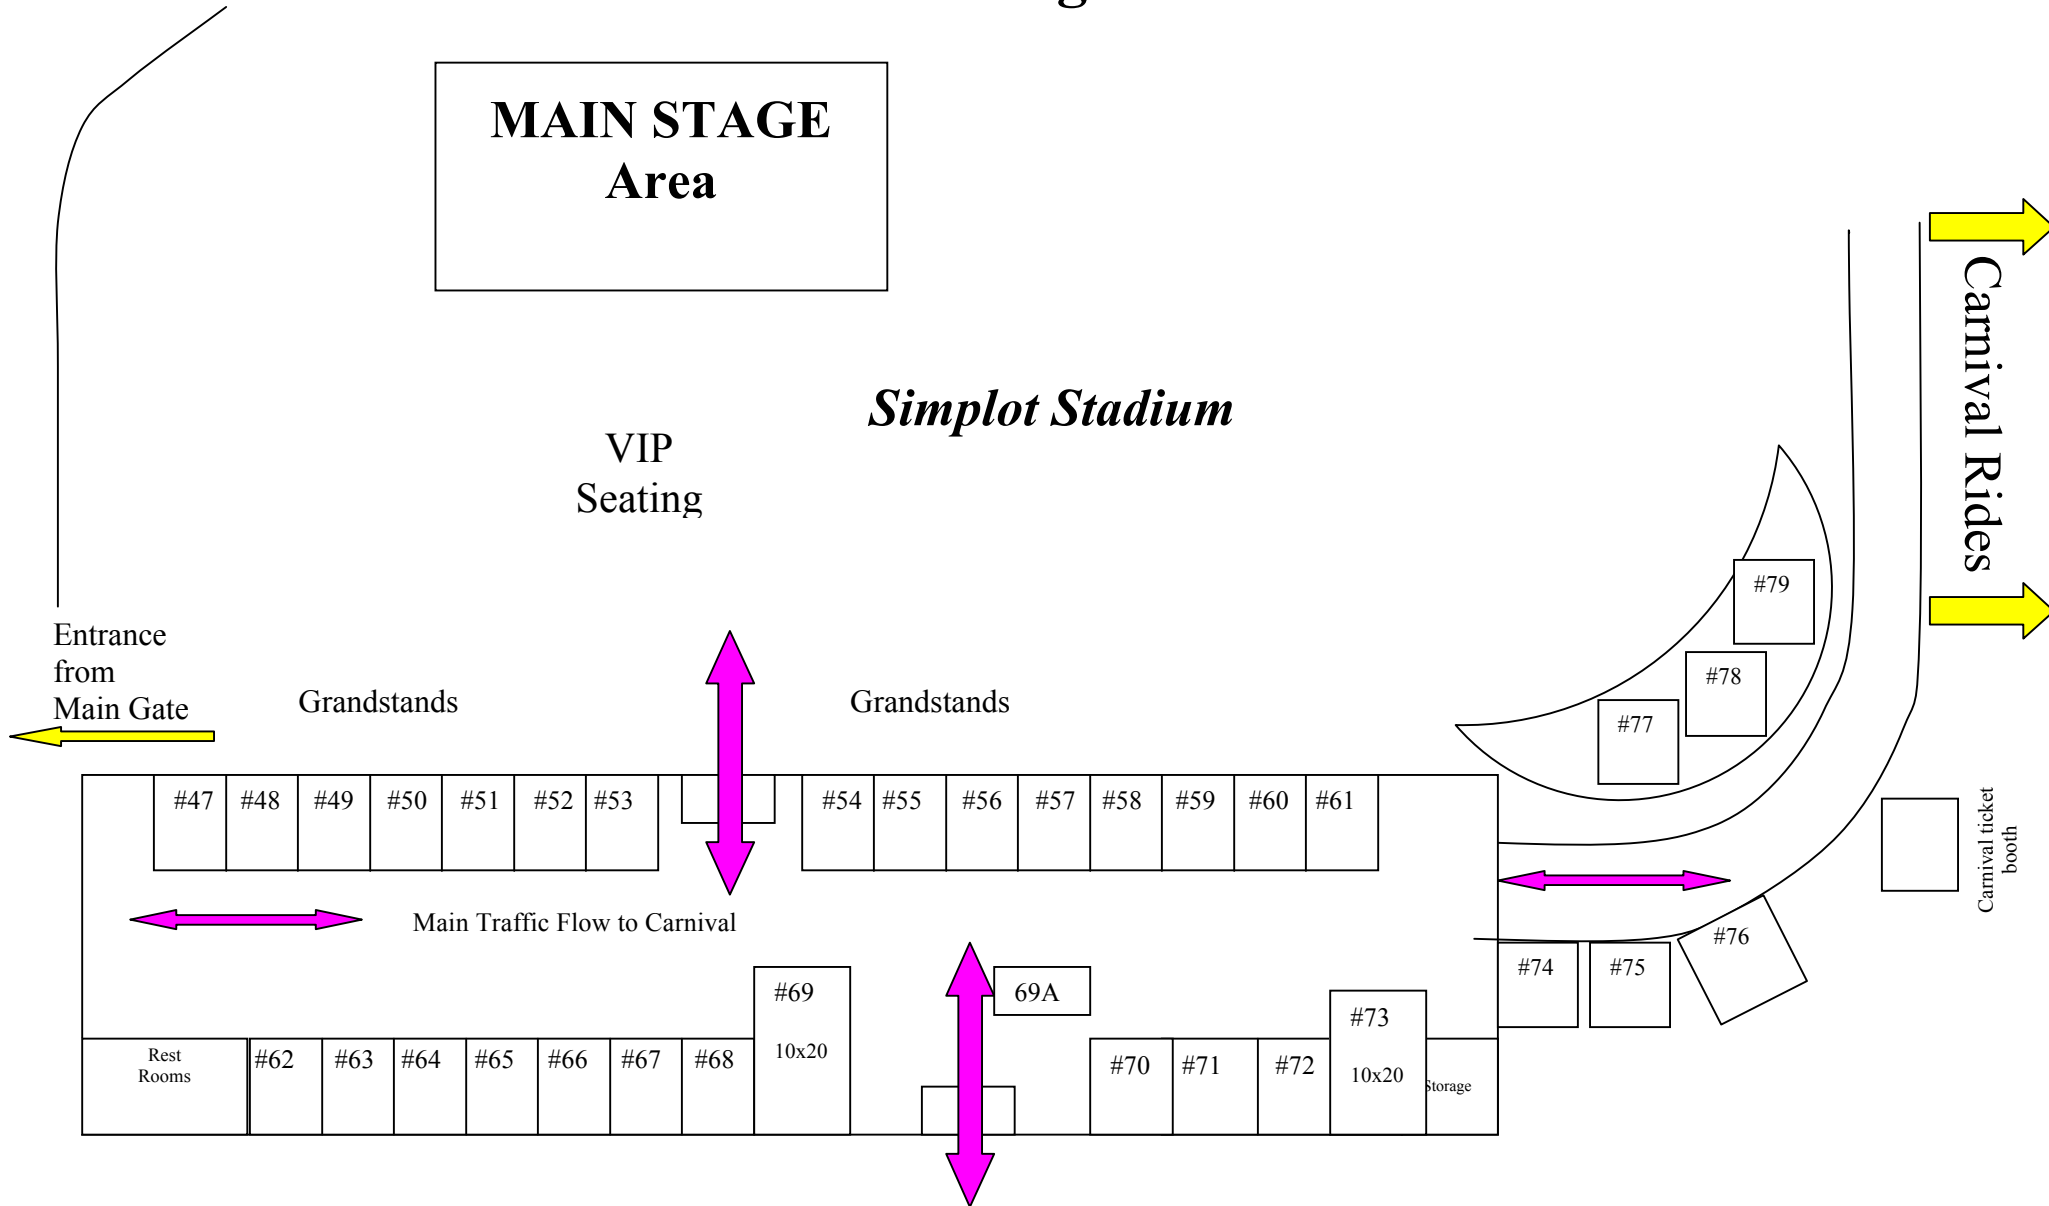 g
MAIN STAGE
Area
Carnival Rides
Simplot Stadium
VIP
Seating
#79
Entrance
from
Main Gate
#78
Grandstands
Grandstands
#77
#47
#48
#49
#50
#51
#52
#53
#54
#55
#56
#57
#58
#59
#60
#61
Carnival ticket
booth
Main Traffic Flow to Carnival
#76
#74
#75
#69
10x20
69A
#73
10x20
Rest
Rooms
#62
#63
#64
#65
#66
#67
#68
#70
#71
#72
Storage